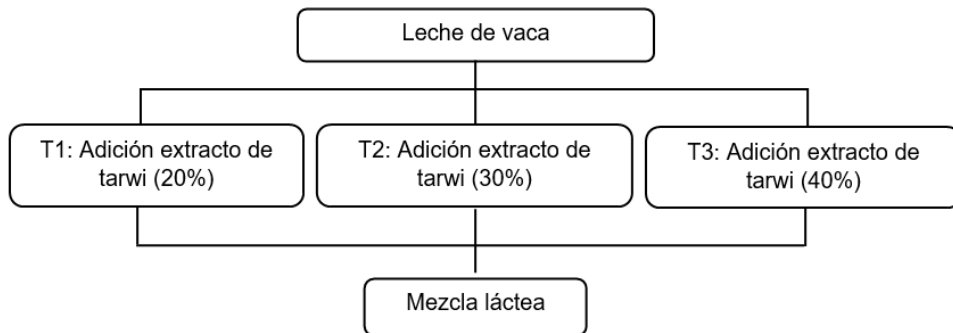 Leche de vaca
T1: Adición extracto de
tarwi (20%)
T2: Adición extracto de
tarwi (30%)
T3: Adición extracto de
tarwi (40%)
Mezcla láctea